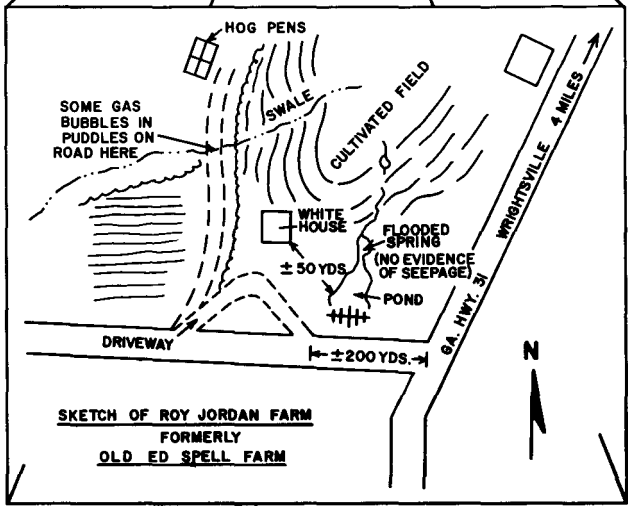 HOG PENS
SOME GAS
BUBBLES IN
PUDDLES ON
ROAD HERE
SWALE
CULTIVATED FIELD
WRIGHTSVILLE 4 MILES
GA. HWY. 31
WHITE
HOUSE
FLOODED
SPRING
(NO EVIDENCE
OF SEEPAGE)
±50 YDS.
POND
DRIVEWAY
±200 YDS.
N
SKETCH OF ROY JORDAN FARM
FORMERLY
OLD ED SPELL FARM